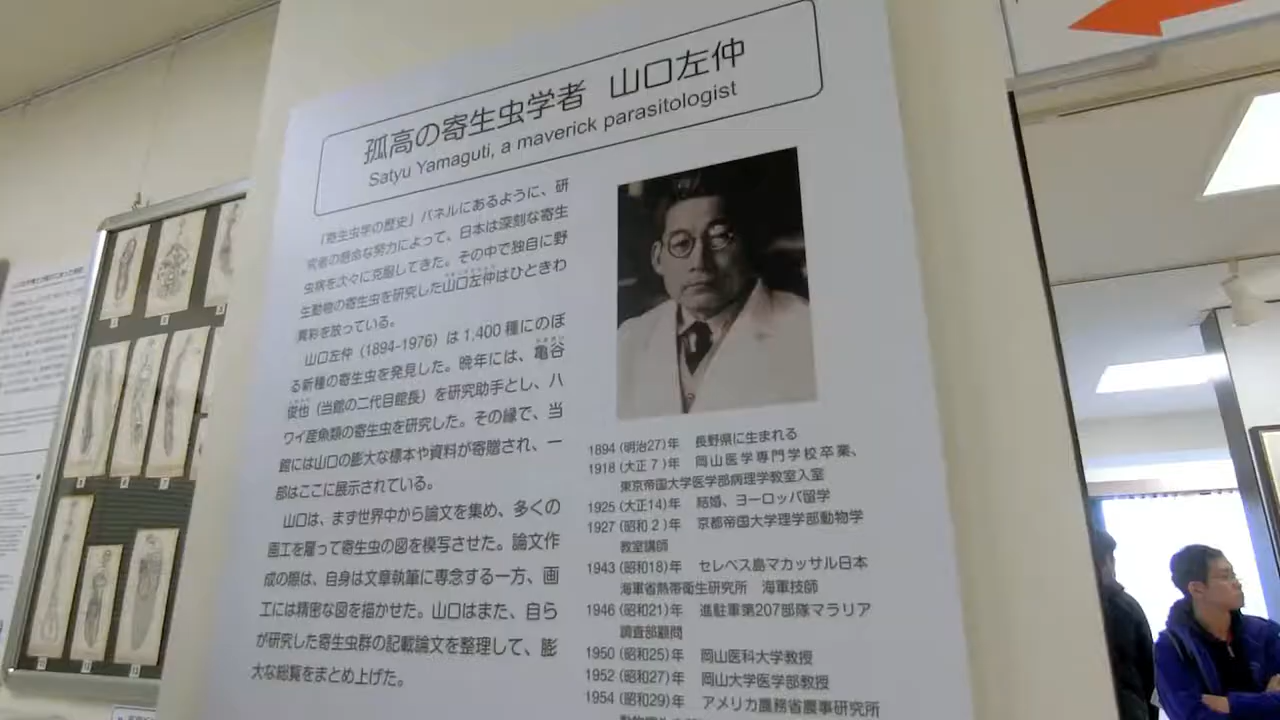 孤高の寄生虫学者 山口左仲
Satyu Yamaguti, a maverick parasitologist
「寄生虫学の歴史」パネルにあるように、研
究者の懸命な努力によって、日本は深刻な寄生
虫病を次々に克服してきた。その中で独自に野
生動物の寄生虫を研究した山口左仲はひときわ
異彩を放っている。
山口左仲(1894-1976)は1,400種にのぼ
る新種の寄生虫を発見した。晩年には、亀谷
俊也(当館の二代目館長)を研究助手とし、ハ
ワイ産魚類の寄生虫を研究した。その縁で、当
館には山口の膨大な標本や資料が寄贈され、一
部はここに展示されている。
山口は、まず世界中から論文を集め、多くの
画工を雇って寄生虫の図を模写させた。論文作
成の際は、自身は文章執筆に専念する一方、画
工には精密な図を描かせた。山口はまた、自ら
が研究した寄生虫群の記載論文を整理して、膨
大な総覧をまとめ上げた。
1894(明治27)年 長野県に生まれる
1918(大正7)年 岡山医学専門学校卒業、
東京帝国大学医学部病理学教室入室
1925(大正14)年 結婚、ヨーロッパ留学
1927(昭和2)年 京都帝国大学理学部動物学
教室講師
1943(昭和18)年 セレベス島マカッサル日本
海軍省熱帯衛生研究所 海軍技師
1946(昭和21)年 進駐軍第207部隊マラリア
調査部顧問
1950(昭和25)年 岡山医科大学教授
1952(昭和27)年 岡山大学医学部教授
1954(昭和29)年 アメリカ農務省農事研究所